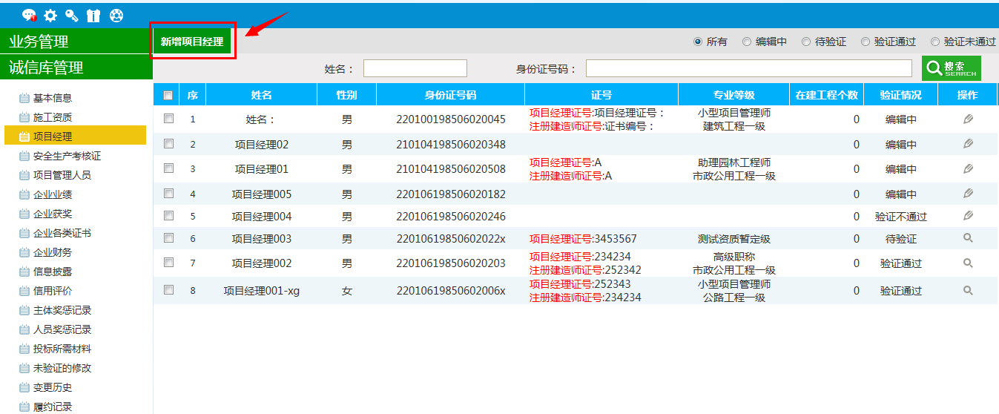 业务管理
新增项目经理
所有 编辑中 待验证 验证通过 验证未通过
诚信库管理
姓名： 身份证号码： 搜索 SEARCH
序 姓名 性别 身份证号码 证号 专业等级 在建工程个数 验证情况 操作
1 姓名： 男 220100198506020045 项目经理证号:项目经理证号： 小型项目管理师 0 编辑中
注册建造师证号:证书编号： 建筑工程一级
2 项目经理02 男 210104198506020348 0 编辑中
3 项目经理01 男 210104198506020508 项目经理证号:A 助理园林工程师 0 编辑中
注册建造师证号:A 市政公用工程一级
4 项目经理005 男 220106198506020182 0 编辑中
5 项目经理004 男 220106198506020246 0 验证不通过
6 项目经理003 男 22010619850602022x 项目经理证号:3453567 测试资质暂定级 0 待验证
7 项目经理002 男 220106198506020203 项目经理证号:234234 高级职称 0 验证通过
注册建造师证号:252342 市政公用工程一级
8 项目经理001-xg 女 22010619850602006x 项目经理证号:252343 小型项目管理师 0 验证通过
注册建造师证号:234234 公路工程一级
基本信息
施工资质
项目经理
安全生产考核证
项目管理人员
企业业绩
企业获奖
企业各类证书
企业财务
信息披露
信用评价
主体奖惩记录
人员奖惩记录
投标所需材料
未验证的修改
变更历史
履约记录